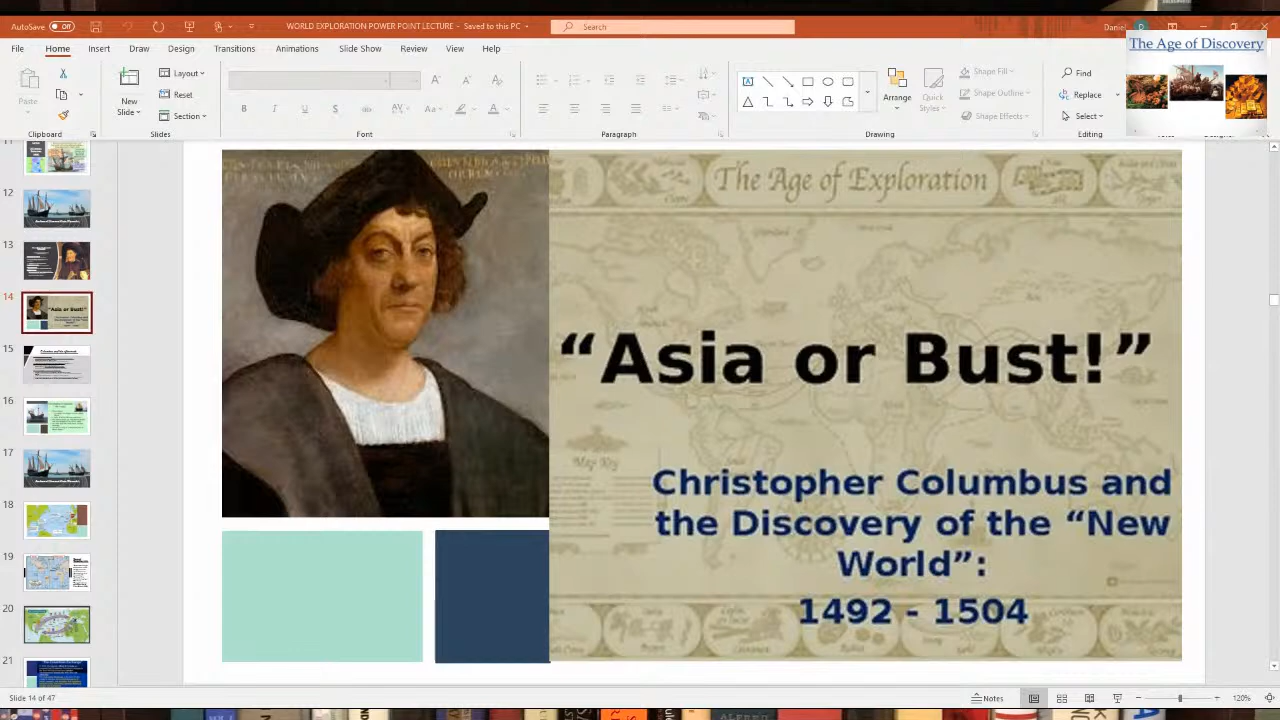 AutoSave Off
WORLD EXPLORATION POWER POINT LECTURE - Saved to this PC
Search
Daniel D
File Home Insert Draw Design Transitions Animations Slide Show Review View Help
Paste
Clipboard
New
Slide
Layout
Reset
Section
Slides
Font
Paragraph
Arrange
Quick
Styles
Shape Fill
Shape Outline
Shape Effects
Drawing
Find
Replace
Select
Editing
The Age of Discovery
12
13
14
16
17
18
19
20
The Age of Exploration
“Asia or Bust!”
Map Key
Christopher Columbus and
the Discovery of the “New
World”:
1492 - 1504
Slide 14 of 47
Notes
120%